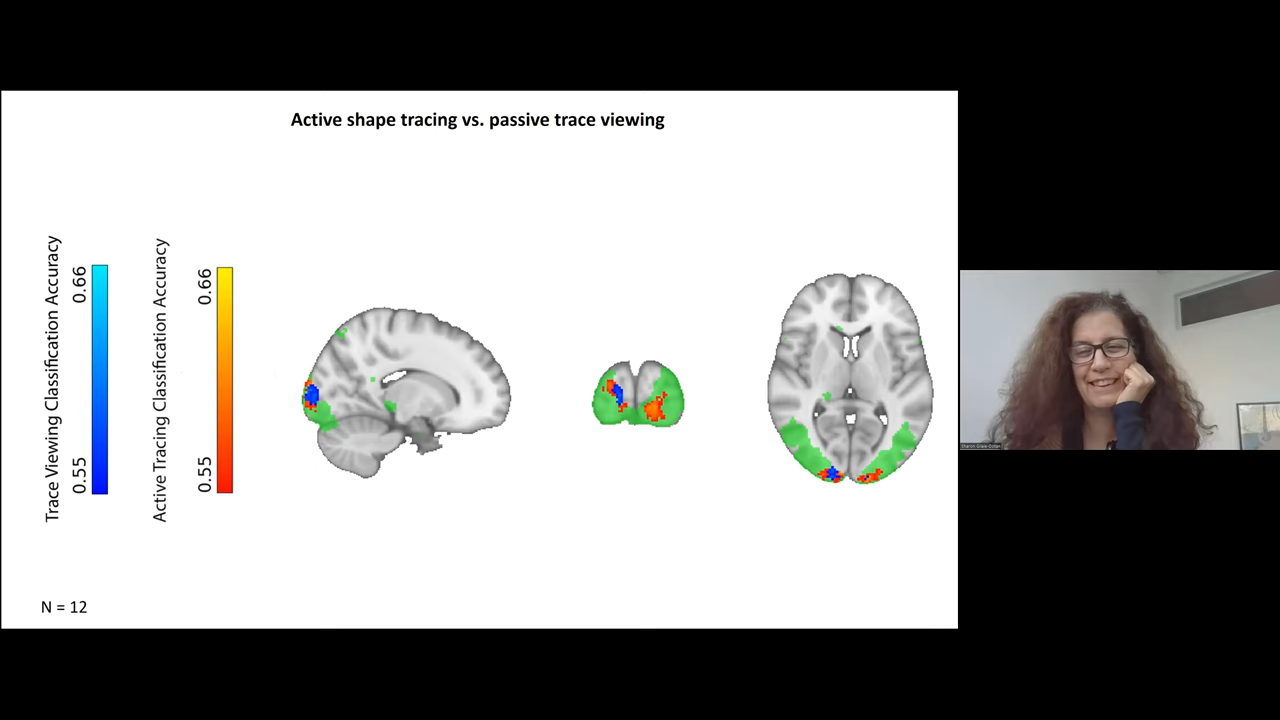 Active shape tracing vs. passive trace viewing
Trace Viewing Classification Accuracy
0.66
0.55
Active Tracing Classification Accuracy
0.66
0.55
N = 12